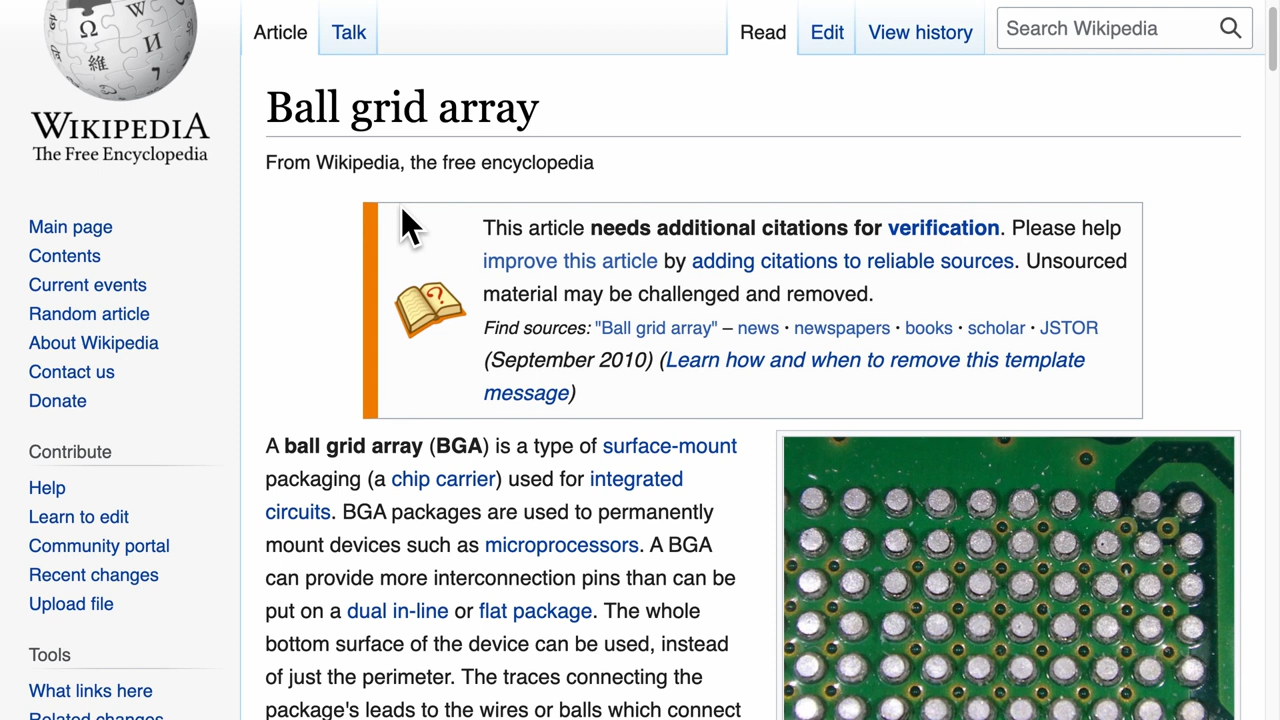 Article
Talk
Read
Edit
View history
Search Wikipedia
WIKIPEDIA
The Free Encyclopedia
Main page
Contents
Current events
Random article
About Wikipedia
Contact us
Donate
Contribute
Help
Learn to edit
Community portal
Recent changes
Upload file
Tools
What links here
Related changes
Ball grid array
From Wikipedia, the free encyclopedia
This article needs additional citations for verification. Please help
improve this article by adding citations to reliable sources. Unsourced
material may be challenged and removed.
Find sources: "Ball grid array" – news · newspapers · books · scholar · JSTOR
(September 2010) (Learn how and when to remove this template
message)
A ball grid array (BGA) is a type of surface-mount
packaging (a chip carrier) used for integrated
circuits. BGA packages are used to permanently
mount devices such as microprocessors. A BGA
can provide more interconnection pins than can be
put on a dual in-line or flat package. The whole
bottom surface of the device can be used, instead
of just the perimeter. The traces connecting the
package's leads to the wires or balls which connect